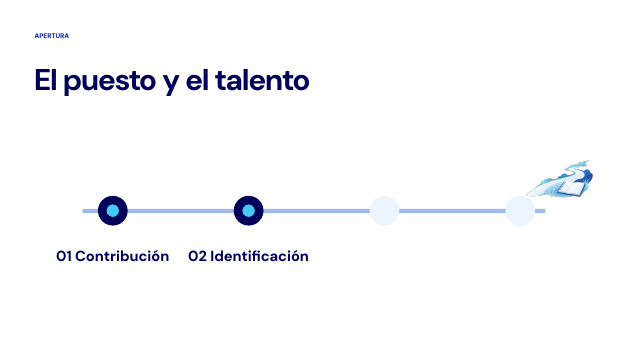 APERTURA
El puesto y el talento
01 Contribución
02 Identificación